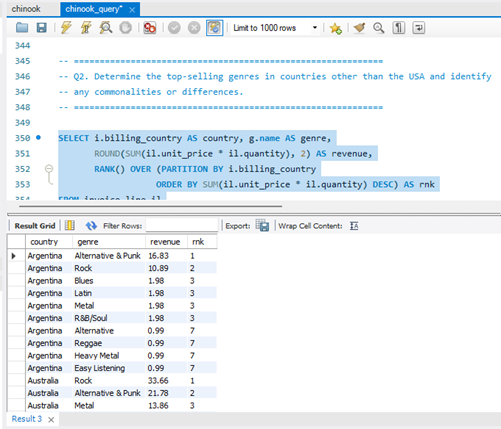 chinook chinook_query*
Limit to 1000 rows
344
345 -- ============================================================
346 -- Q2. Determine the top-selling genres in countries other than the USA and identify
347 -- any commonalities or differences.
348 -- ============================================================
349
350 SELECT i.billing_country AS country, g.name AS genre,
351 ROUND(SUM(il.unit_price * il.quantity), 2) AS revenue,
352 RANK() OVER (PARTITION BY i.billing_country
353 ORDER BY SUM(il.unit_price * il.quantity) DESC) AS rnk
354 FROM invoice_line il
Result Grid Filter Rows: Export: Wrap Cell Content:
country genre revenue rnk
Argentina Alternative & Punk 16.83 1
Argentina Rock 10.89 2
Argentina Blues 1.98 3
Argentina Latin 1.98 3
Argentina Metal 1.98 3
Argentina R&B/Soul 1.98 3
Argentina Alternative 0.99 7
Argentina Reggae 0.99 7
Argentina Heavy Metal 0.99 7
Argentina Easy Listening 0.99 7
Australia Rock 33.66 1
Australia Alternative & Punk 21.78 2
Australia Metal 13.86 3
Result 3